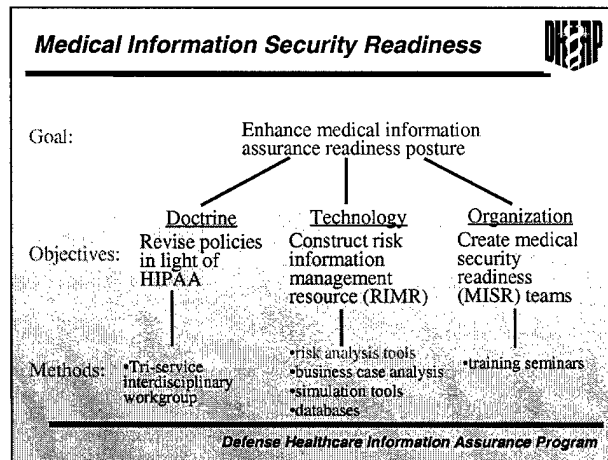 Medical Information Security Readiness
Goal:
Enhance medical information
assurance readiness posture
Objectives:
Doctrine
Revise policies
in light of
HIPAA
Technology
Construct risk
information
management
resource (RIMR)
Organization
Create medical
security
readiness
(MISR) teams
Methods:
•Tri-service
interdisciplinary
workgroup
•risk analysis tools
•business case analysis
•simulation tools
•databases
•training seminars
Defense Healthcare Information Assurance Program